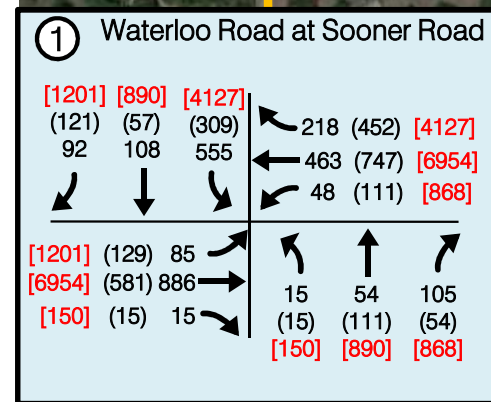 1 Waterloo Road at Sooner Road
[1201] [890] [4127]
(121) (57) (309)
92 108 555
218 (452) [4127]
463 (747) [6954]
48 (111) [868]
[1201] (129) 85
[6954] (581) 886
[150] (15) 15
15 54 105
(15) (111) (54)
[150] [890] [868]